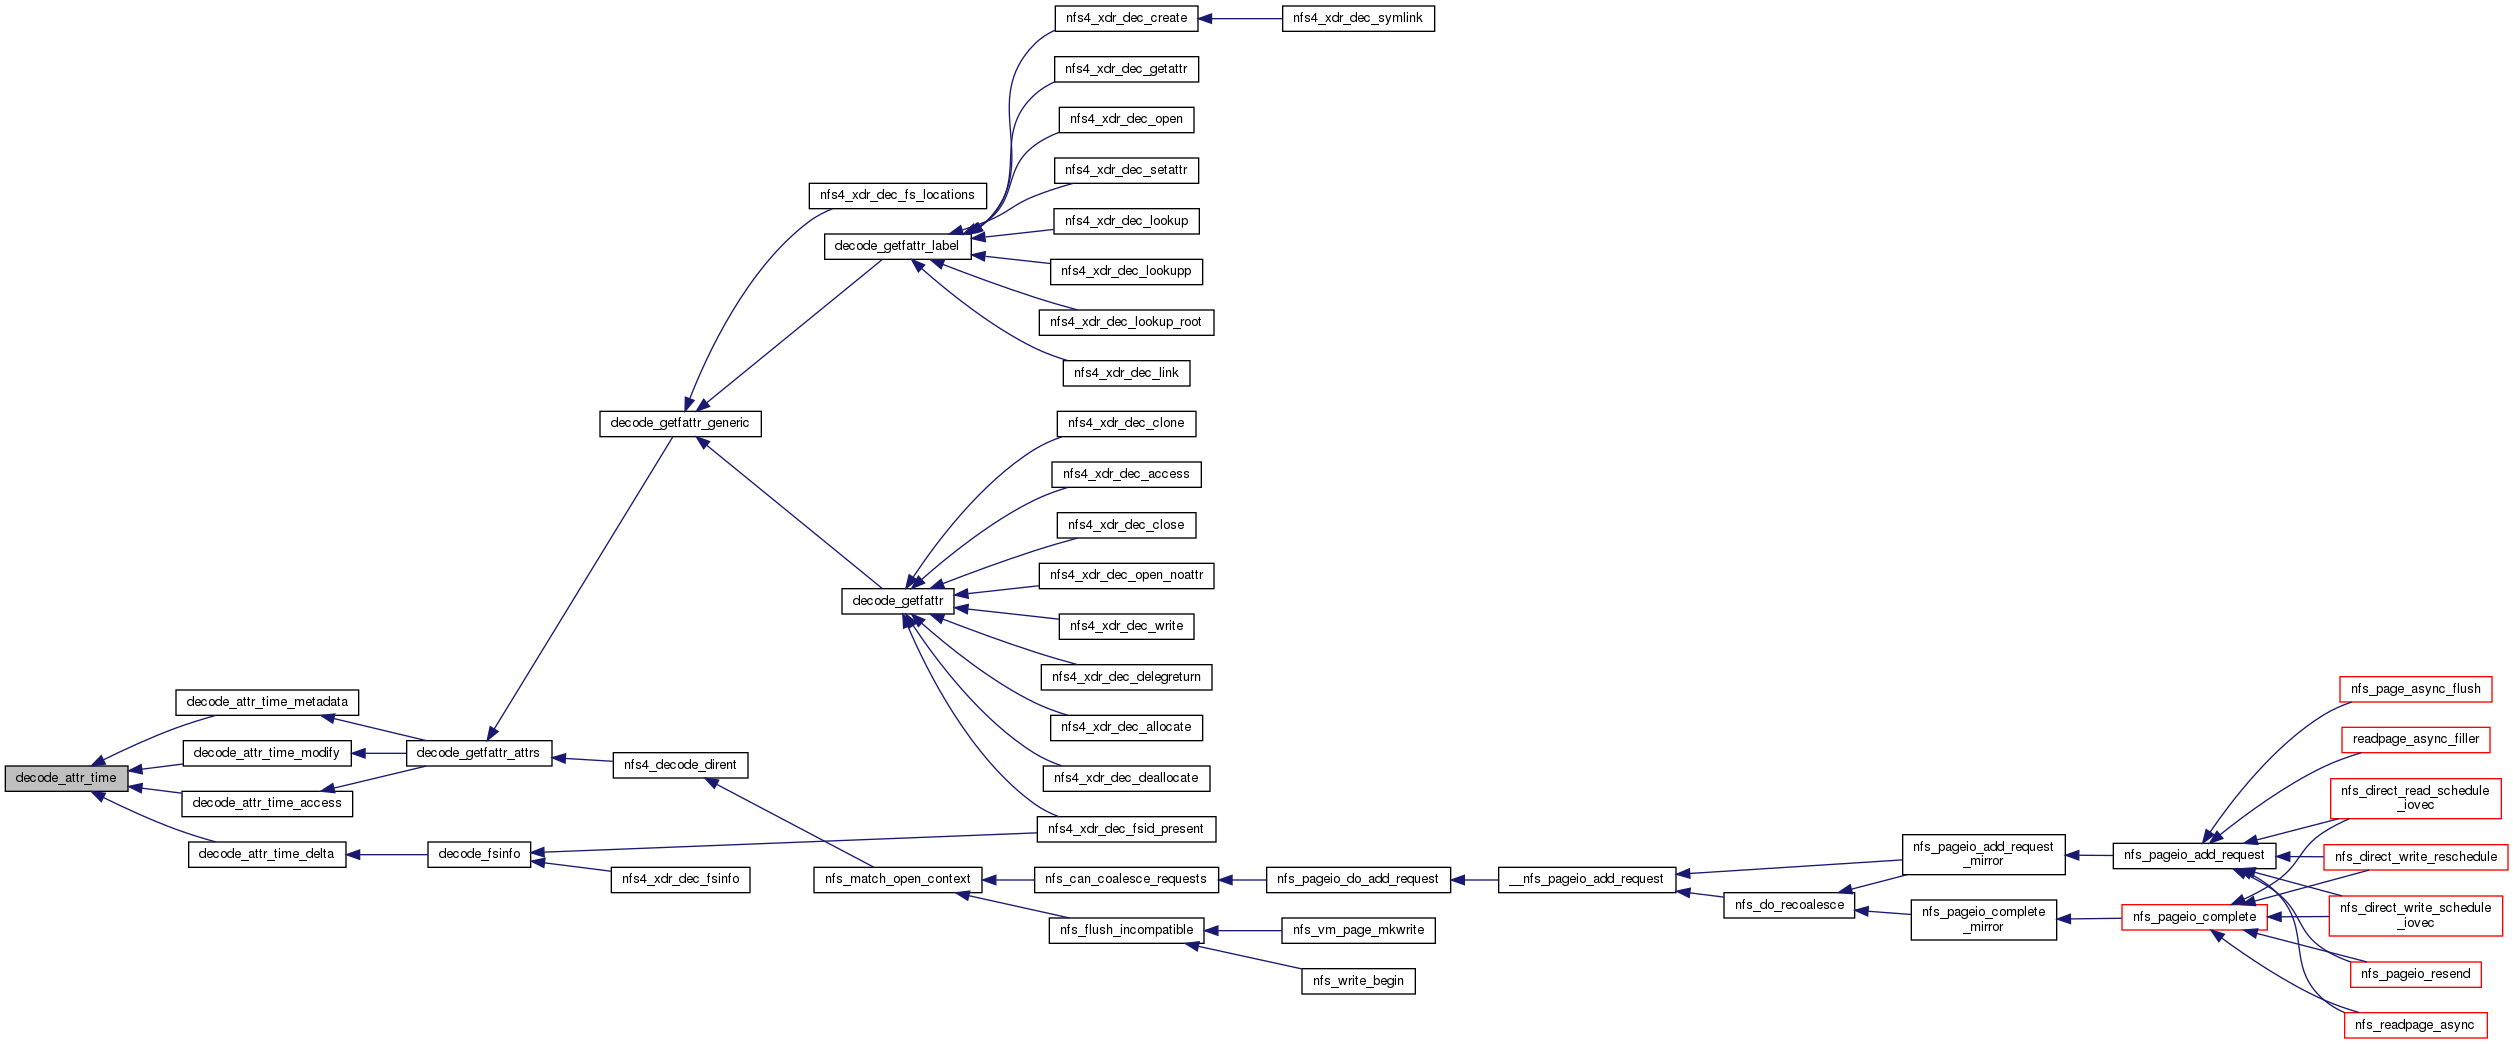 nfs4_xdr_dec_create
nfs4_xdr_dec_symlink
nfs4_xdr_dec_getattr
nfs4_xdr_dec_open
nfs4_xdr_dec_setattr
nfs4_xdr_dec_fs_locations
nfs4_xdr_dec_lookup
decode_getfattr_label
nfs4_xdr_dec_lookupp
nfs4_xdr_dec_lookup_root
nfs4_xdr_dec_link
decode_getfattr_generic
nfs4_xdr_dec_clone
nfs4_xdr_dec_access
nfs4_xdr_dec_close
nfs4_xdr_dec_open_noattr
decode_getfattr
nfs4_xdr_dec_write
nfs4_xdr_dec_delegreturn
nfs4_xdr_dec_allocate
nfs4_xdr_dec_deallocate
nfs4_xdr_dec_fsid_present
decode_attr_time_metadata
decode_attr_time_modify
decode_getfattr_attrs
nfs4_decode_dirent
decode_attr_time
decode_attr_time_access
decode_attr_time_delta
decode_fsinfo
nfs4_xdr_dec_fsinfo
nfs_match_open_context
nfs_can_coalesce_requests
nfs_pageio_do_add_request
__nfs_pageio_add_request
nfs_flush_incompatible
nfs_vm_page_mkwrite
nfs_write_begin
nfs_do_recoalesce
nfs_pageio_add_request
_mirror
nfs_pageio_complete
_mirror
nfs_pageio_add_request
nfs_pageio_complete
nfs_page_async_flush
readpage_async_filler
nfs_direct_read_schedule
_iovec
nfs_direct_write_reschedule
nfs_direct_write_schedule
_iovec
nfs_pageio_resend
nfs_readpage_async